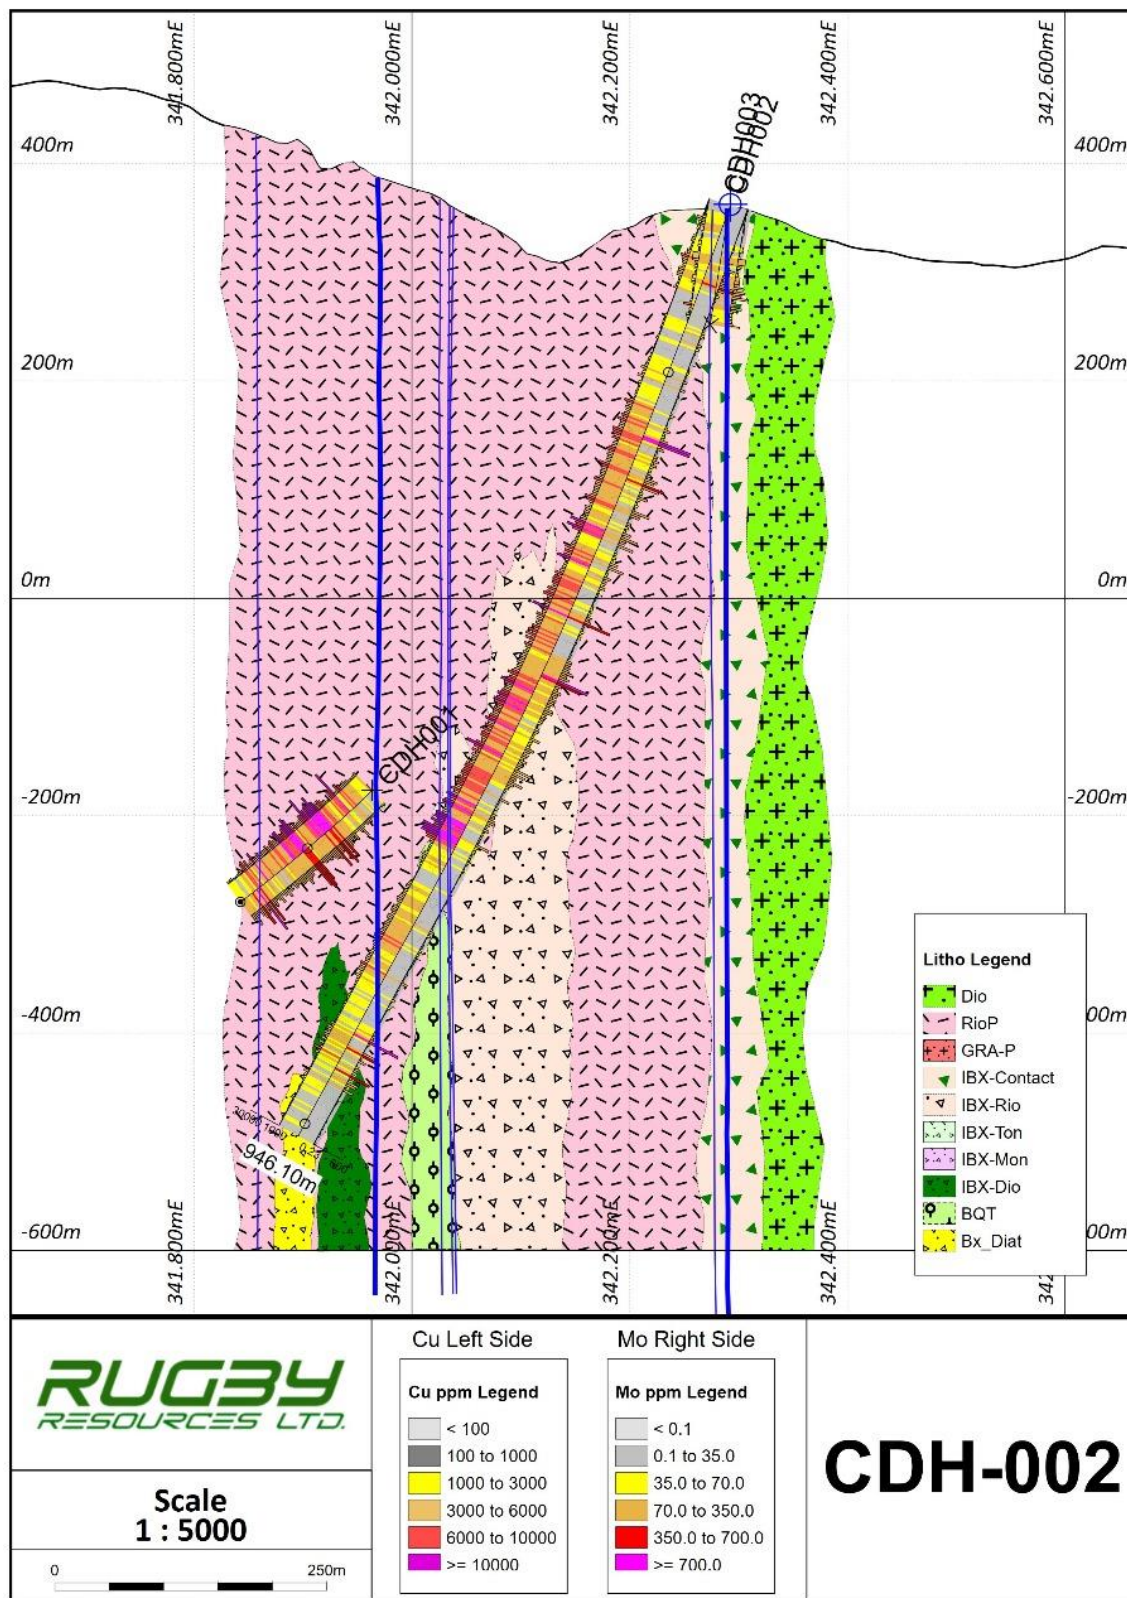 341.800mE
342.000mE
342.200mE
342.400mE
342.600mE
CDH003
CDH002
400m
400m
200m
200m
0m
0m
CDH001
-200m
-200m
-400m
00m
946.10m
-600m
00m
341.800mE
342.000mE
342.200mE
342.400mE
Litho Legend
Dio
RioP
GRA-P
IBX-Contact
IBX-Rio
IBX-Ton
IBX-Mon
IBX-Dio
BQT
Bx_Diat
RUGBY
RESOURCES LTD.
Scale
1 : 5000
0 250m
Cu Left Side
Cu ppm Legend
< 100
100 to 1000
1000 to 3000
3000 to 6000
6000 to 10000
>= 10000
Mo Right Side
Mo ppm Legend
< 0.1
0.1 to 35.0
35.0 to 70.0
70.0 to 350.0
350.0 to 700.0
>= 700.0
CDH-002